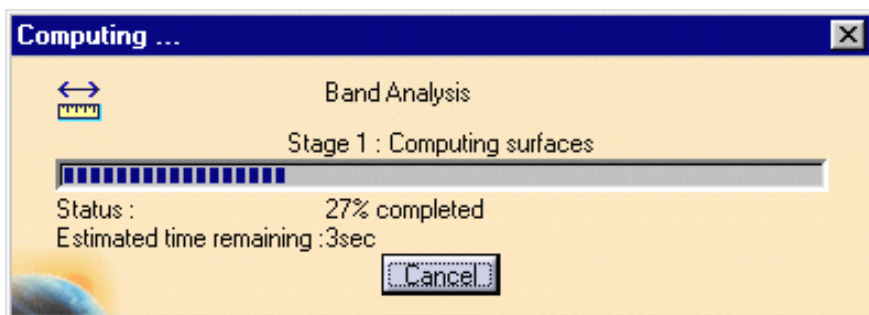 Computing ...
Band Analysis
Stage 1 : Computing surfaces
Status : 27% completed
Estimated time remaining :3sec
Cancel